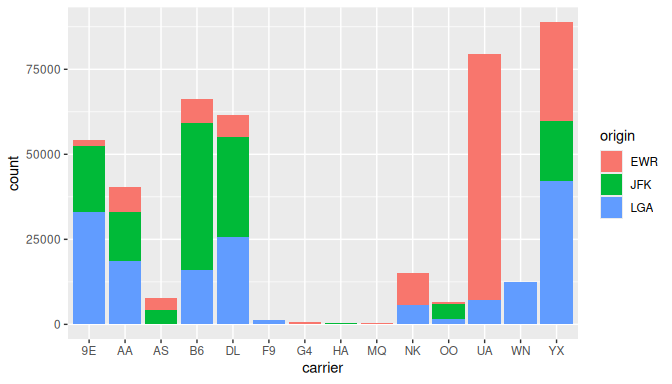 count
75000
50000
25000
0
9E AA AS B6 DL F9 G4 HA MQ NK OO UA WN YX
carrier
origin
EWR
JFK
LGA